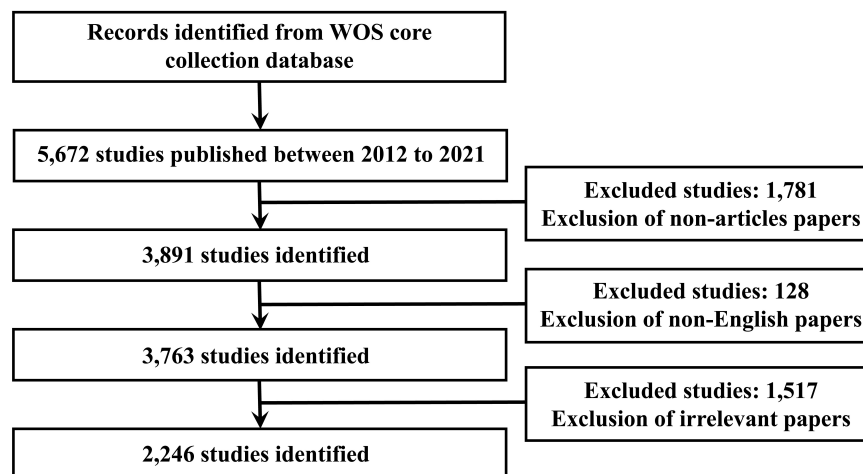 Records identified from WOS core
collection database
5,672 studies published between 2012 to 2021
Excluded studies: 1,781
Exclusion of non-articles papers
3,891 studies identified
Excluded studies: 128
Exclusion of non-English papers
3,763 studies identified
Excluded studies: 1,517
Exclusion of irrelevant papers
2,246 studies identified